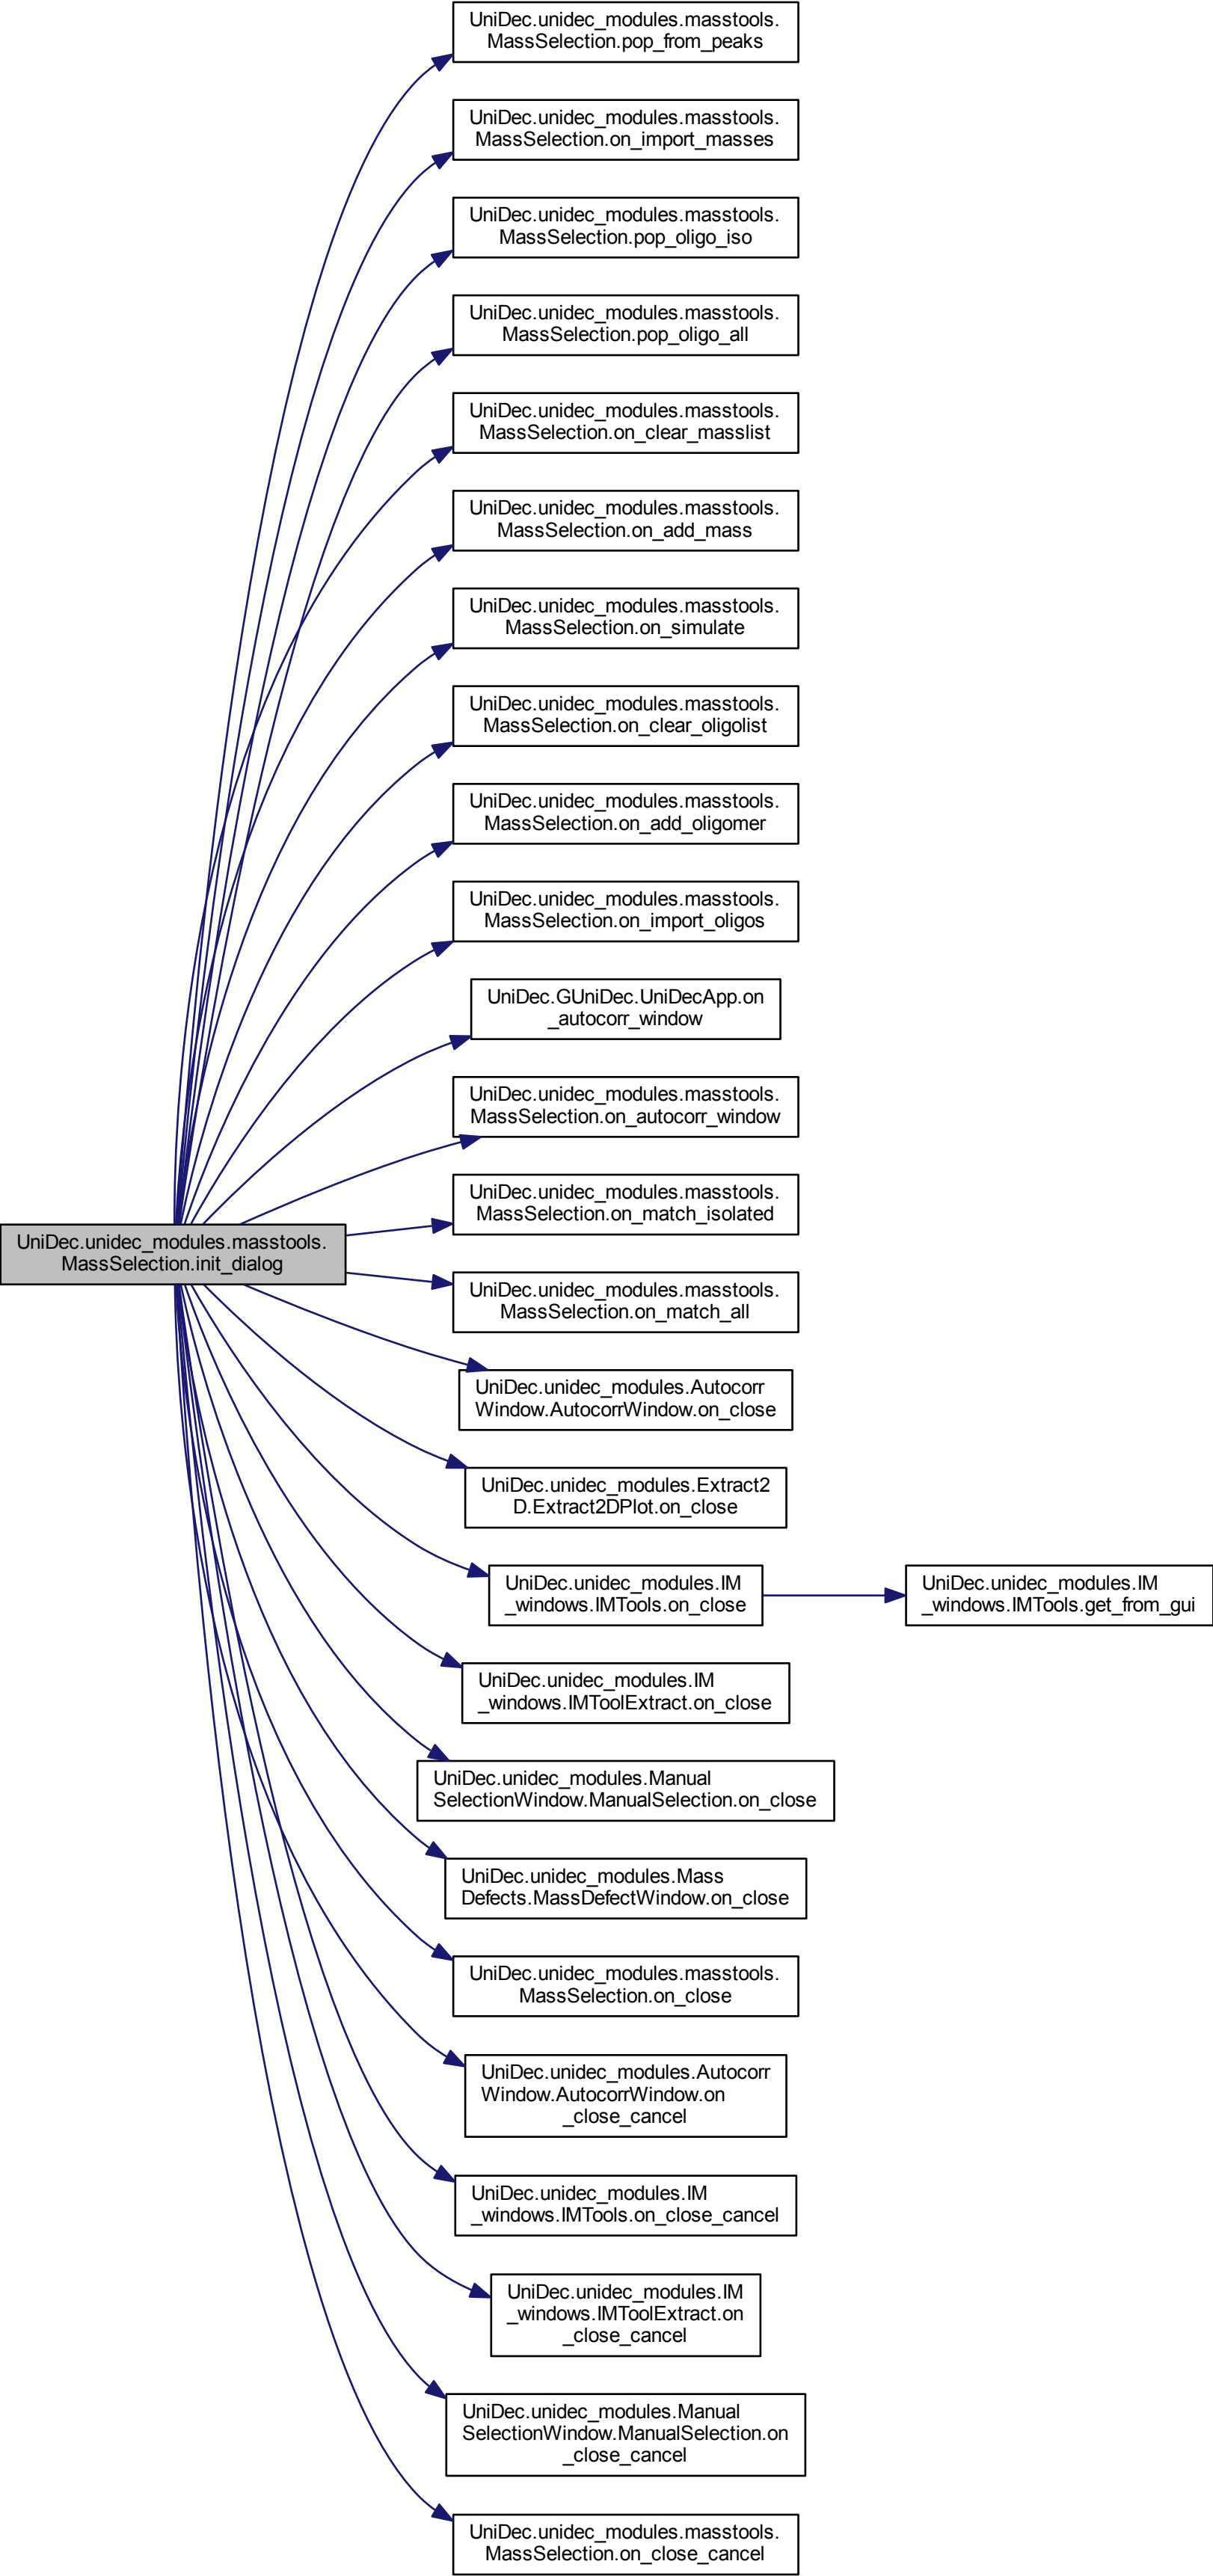 UniDec.unidec_modules.masstools.
MassSelection.pop_from_peaks
UniDec.unidec_modules.masstools.
MassSelection.on_import_masses
UniDec.unidec_modules.masstools.
MassSelection.pop_oligo_iso
UniDec.unidec_modules.masstools.
MassSelection.pop_oligo_all
UniDec.unidec_modules.masstools.
MassSelection.on_clear_masslist
UniDec.unidec_modules.masstools.
MassSelection.on_add_mass
UniDec.unidec_modules.masstools.
MassSelection.on_simulate
UniDec.unidec_modules.masstools.
MassSelection.on_clear_oligolist
UniDec.unidec_modules.masstools.
MassSelection.on_add_oligomer
UniDec.unidec_modules.masstools.
MassSelection.on_import_oligos
UniDec.GUniDec.UniDecApp.on
_autocorr_window
UniDec.unidec_modules.masstools.
MassSelection.on_autocorr_window
UniDec.unidec_modules.masstools.
MassSelection.on_match_isolated
UniDec.unidec_modules.masstools.
MassSelection.init_dialog
UniDec.unidec_modules.masstools.
MassSelection.on_match_all
UniDec.unidec_modules.Autocorr
Window.AutocorrWindow.on_close
UniDec.unidec_modules.Extract2
D.Extract2DPlot.on_close
UniDec.unidec_modules.IM
_windows.IMTools.on_close
UniDec.unidec_modules.IM
_windows.IMTools.get_from_gui
UniDec.unidec_modules.IM
_windows.IMToolExtract.on_close
UniDec.unidec_modules.Manual
SelectionWindow.ManualSelection.on_close
UniDec.unidec_modules.Mass
Defects.MassDefectWindow.on_close
UniDec.unidec_modules.masstools.
MassSelection.on_close
UniDec.unidec_modules.Autocorr
Window.AutocorrWindow.on
_close_cancel
UniDec.unidec_modules.IM
_windows.IMTools.on_close_cancel
UniDec.unidec_modules.IM
_windows.IMToolExtract.on
_close_cancel
UniDec.unidec_modules.Manual
SelectionWindow.ManualSelection.on
_close_cancel
UniDec.unidec_modules.masstools.
MassSelection.on_close_cancel